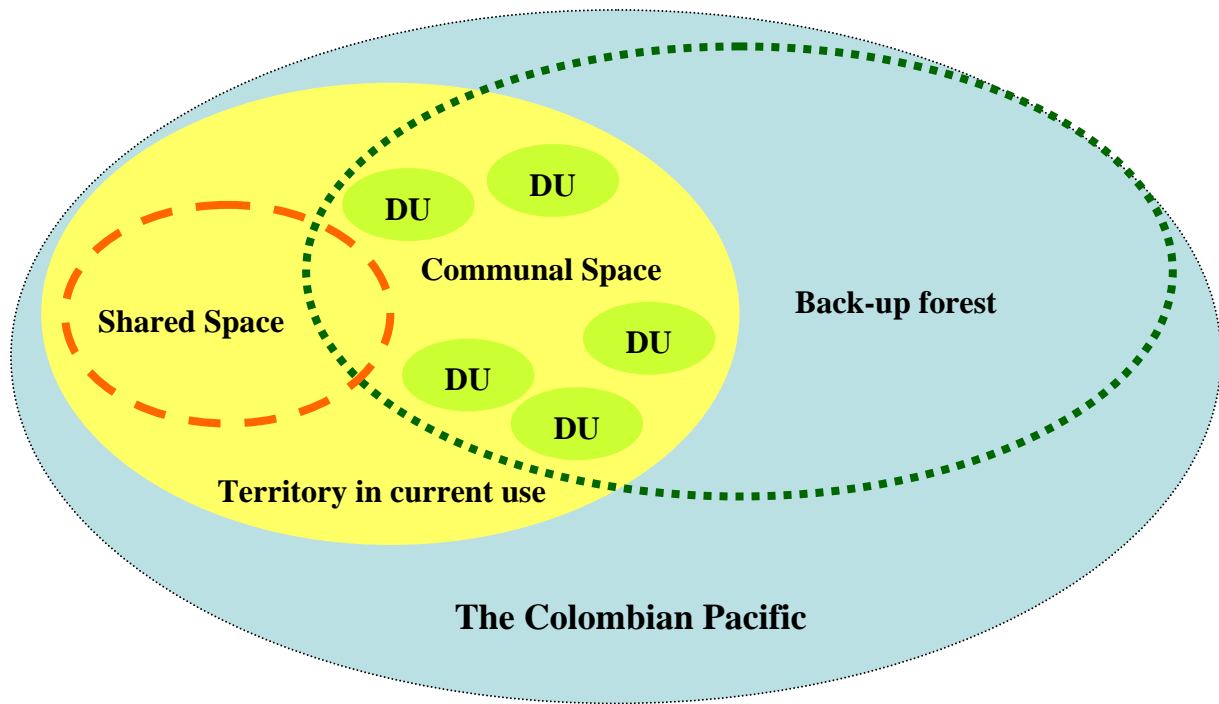 DU
DU
Communal Space
Back-up forest
Shared Space
DU
DU
DU
Territory in current use
The Colombian Pacific